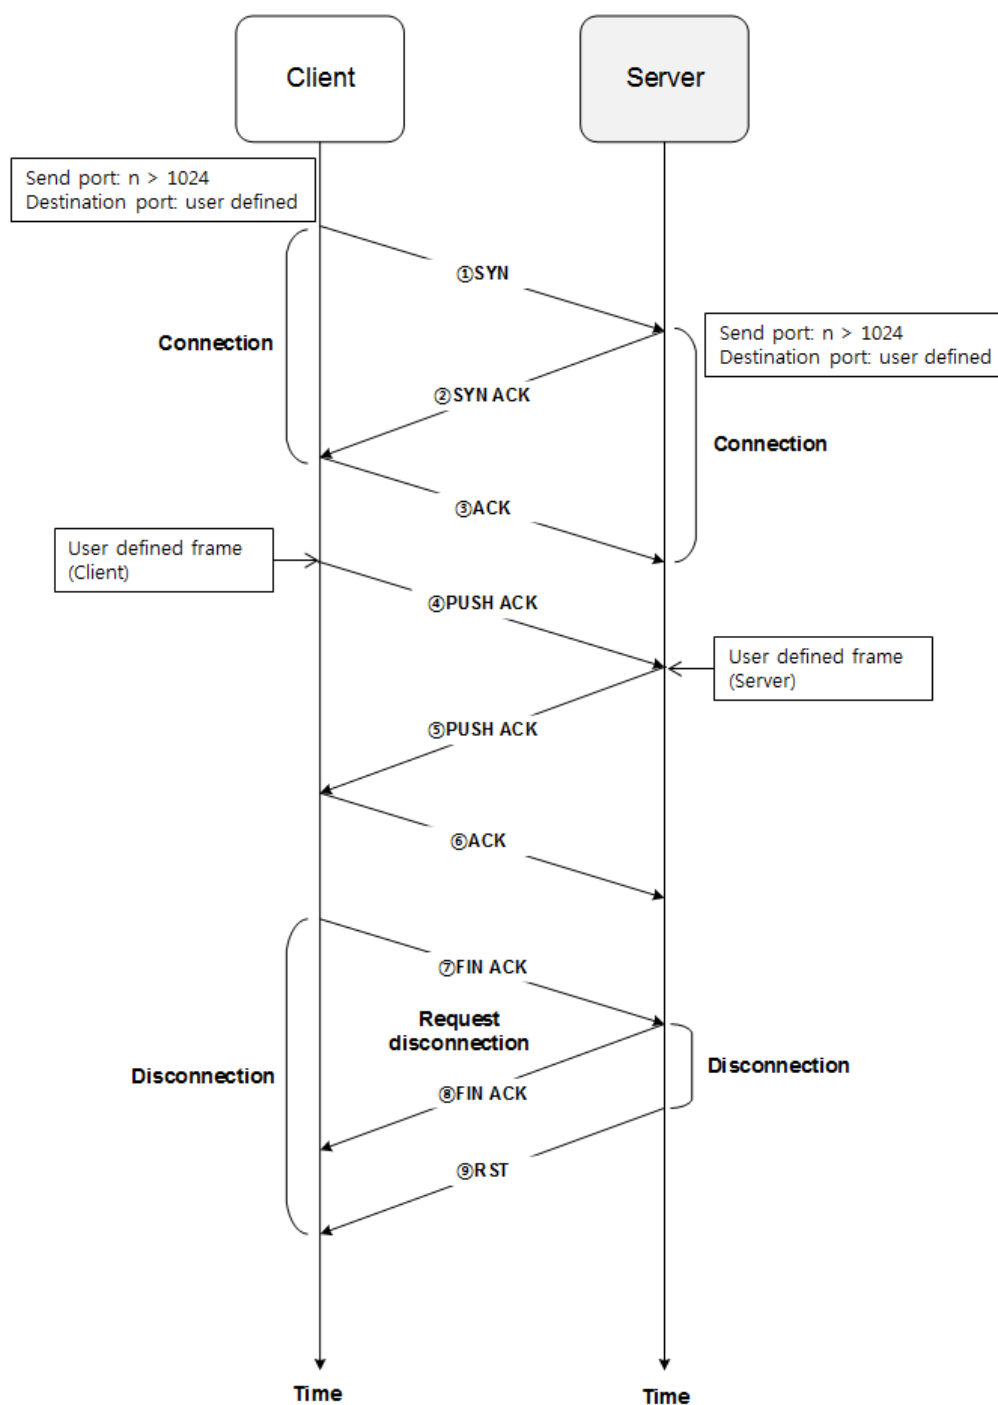 Client
Server
Send port: n > 1024
Destination port: user defined
①SYN
Send port: n > 1024
Destination port: user defined
Connection
②SYN ACK
Connection
③ACK
User defined frame
(Client)
④PUSH ACK
User defined frame
(Server)
⑤PUSH ACK
⑥ACK
⑦FIN ACK
Request
disconnection
Disconnection
Disconnection
⑧FIN ACK
⑨RST
Time
Time